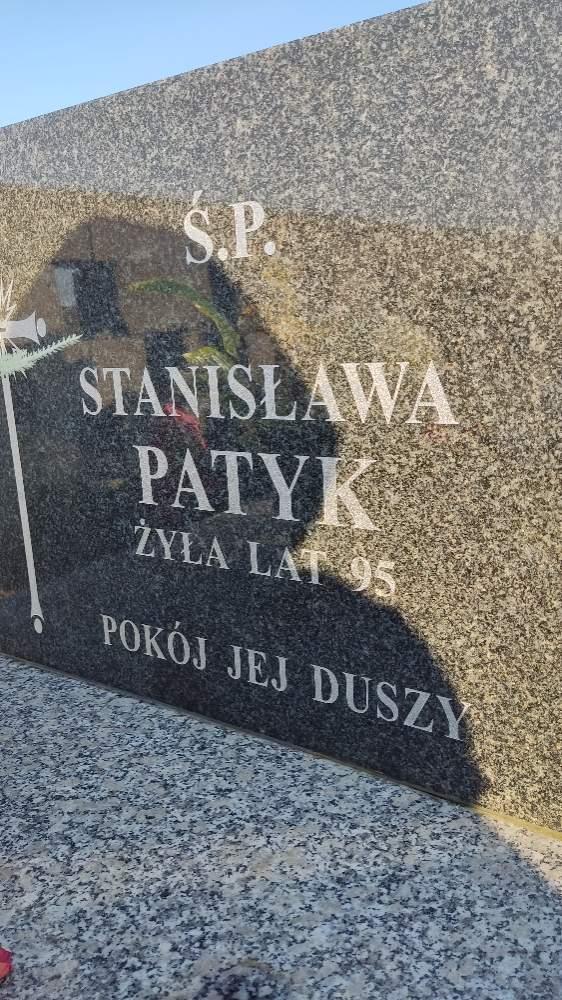 Ś.P.
STANISŁAWA
PATYK
ŻYŁA LAT 95
POKÓJ JEJ DUSZY